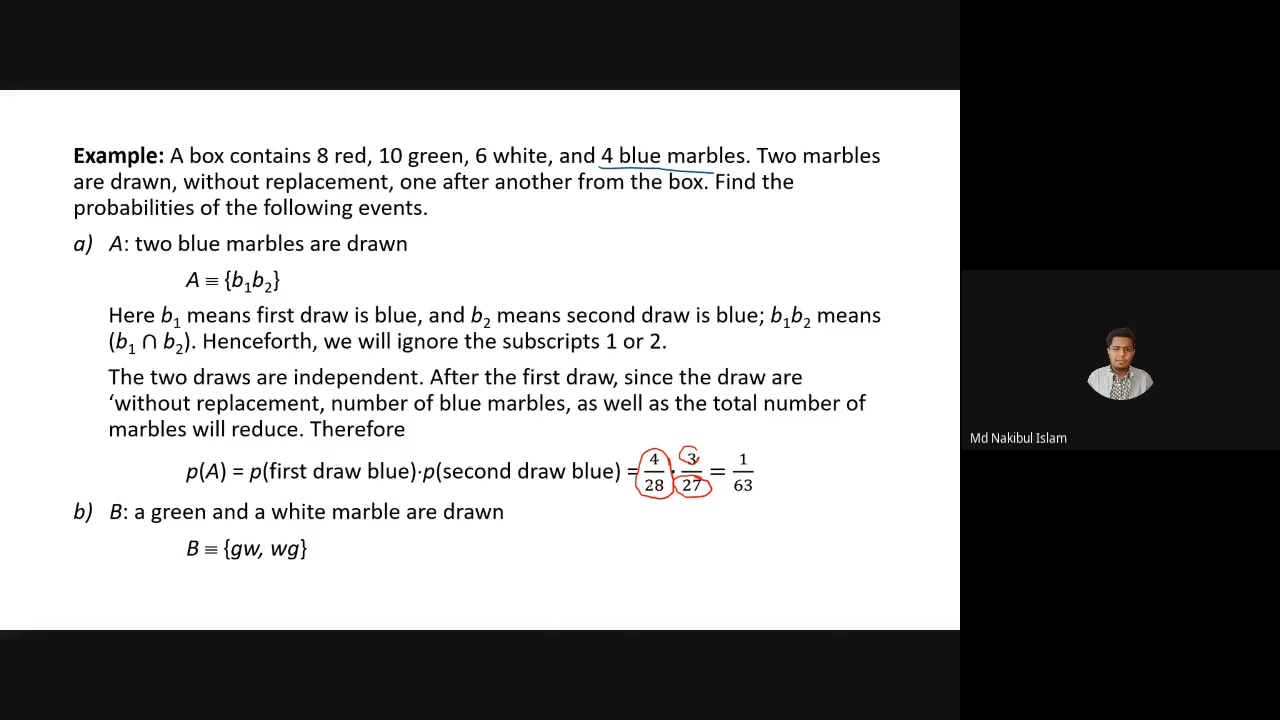 Example: A box contains 8 red, 10 green, 6 white, and 4 blue marbles. Two marbles
are drawn, without replacement, one after another from the box. Find the
probabilities of the following events.
a) A: two blue marbles are drawn
A ≡ {b₁b₂}
Here b₁ means first draw is blue, and b₂ means second draw is blue; b₁b₂ means
(b₁ ∩ b₂). Henceforth, we will ignore the subscripts 1 or 2.
The two draws are independent. After the first draw, since the draw are
‘without replacement, number of blue marbles, as well as the total number of
marbles will reduce. Therefore
p(A) = p(first draw blue)·p(second draw blue) = 4/28 · 3/27 = 1/63
b) B: a green and a white marble are drawn
B ≡ {gw, wg}
Md Nakibul Islam